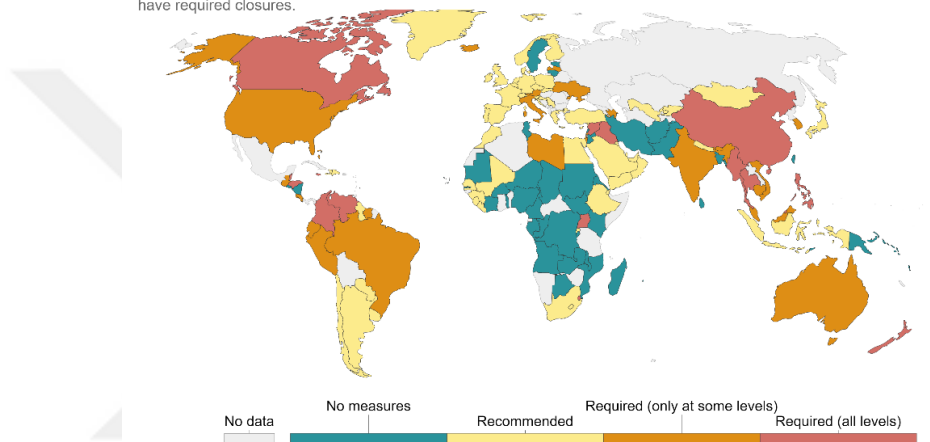 have required closures.
No measures
Required (only at some levels)
No data
Recommended
Required (all levels)